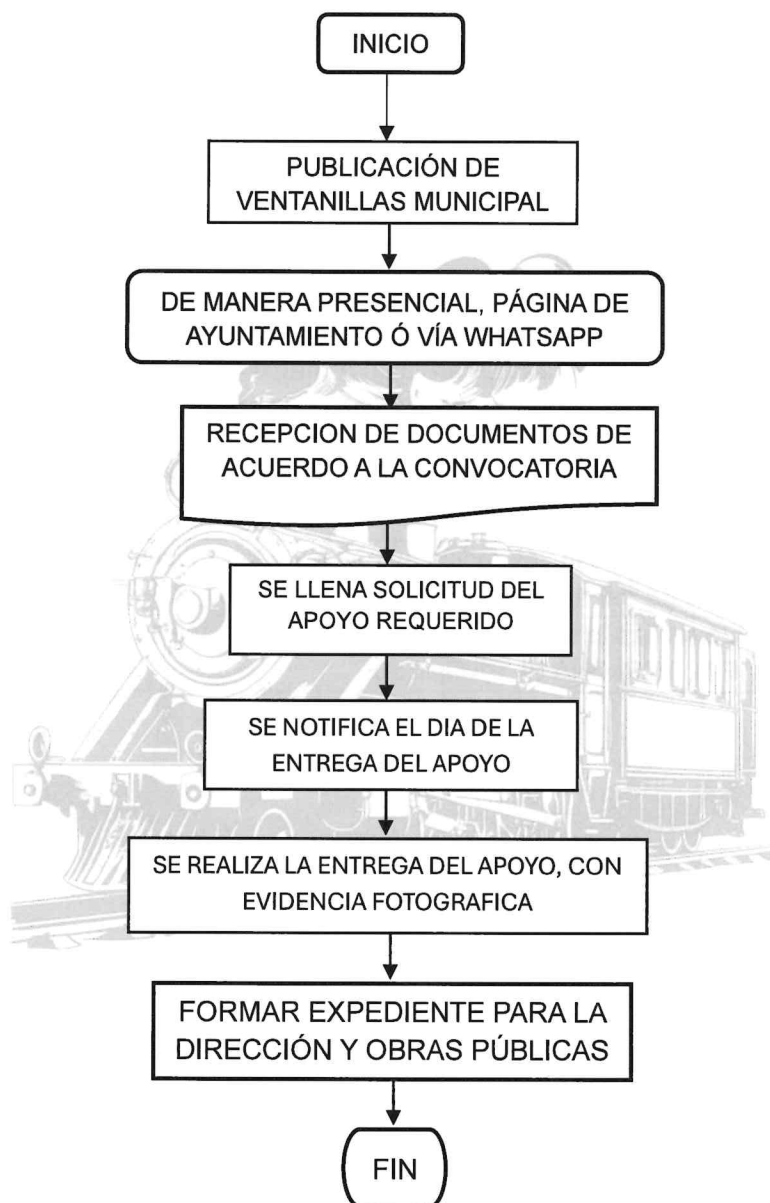 INICIO
PUBLICACIÓN DE
VENTANILLAS MUNICIPAL
DE MANERA PRESENCIAL, PÁGINA DE
AYUNTAMIENTO Ó VÍA WHATSAPP
RECEPCION DE DOCUMENTOS DE
ACUERDO A LA CONVOCATORIA
SE LLENA SOLICITUD DEL
APOYO REQUERIDO
SE NOTIFICA EL DIA DE LA
ENTREGA DEL APOYO
SE REALIZA LA ENTREGA DEL APOYO, CON
EVIDENCIA FOTOGRAFICA
FORMAR EXPEDIENTE PARA LA
DIRECCIÓN Y OBRAS PÚBLICAS
FIN